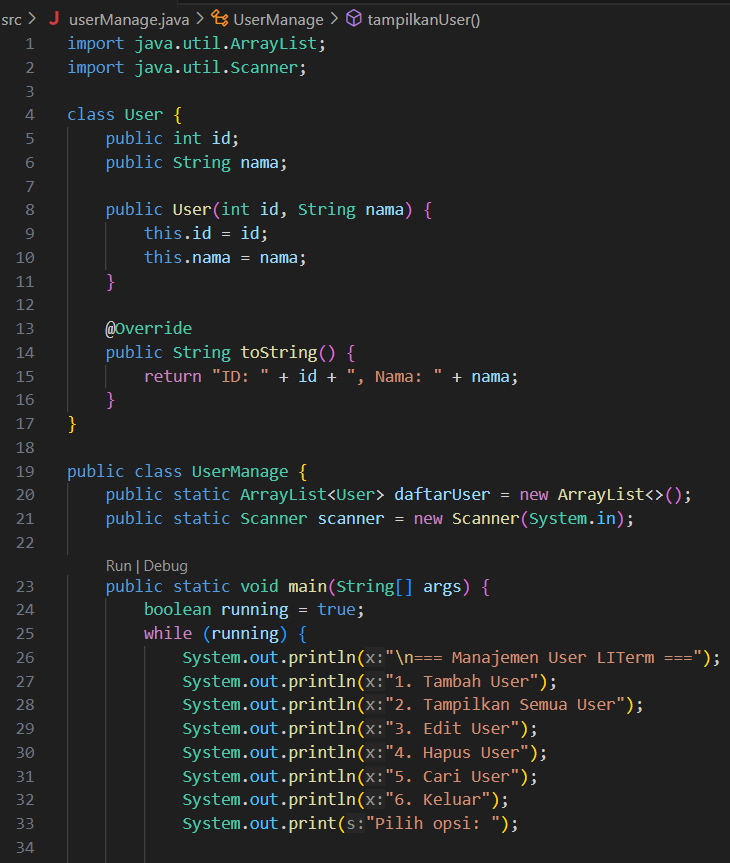 src > J userManage.java > UserManage > tampilkanUser()
1 import java.util.ArrayList;
2 import java.util.Scanner;
3
4 class User {
5     public int id;
6     public String nama;
7
8     public User(int id, String nama) {
9         this.id = id;
10         this.nama = nama;
11     }
12
13     @Override
14     public String toString() {
15         return "ID: " + id + ", Nama: " + nama;
16     }
17 }
18
19 public class UserManage {
20     public static ArrayList<User> daftarUser = new ArrayList<>();
21     public static Scanner scanner = new Scanner(System.in);
22
Run | Debug
23     public static void main(String[] args) {
24         boolean running = true;
25         while (running) {
26             System.out.println(x:"\n=== Manajemen User LITerm ===");
27             System.out.println(x:"1. Tambah User");
28             System.out.println(x:"2. Tampilkan Semua User");
29             System.out.println(x:"3. Edit User");
30             System.out.println(x:"4. Hapus User");
31             System.out.println(x:"5. Cari User");
32             System.out.println(x:"6. Keluar");
33             System.out.print(s:"Pilih opsi: ");
34